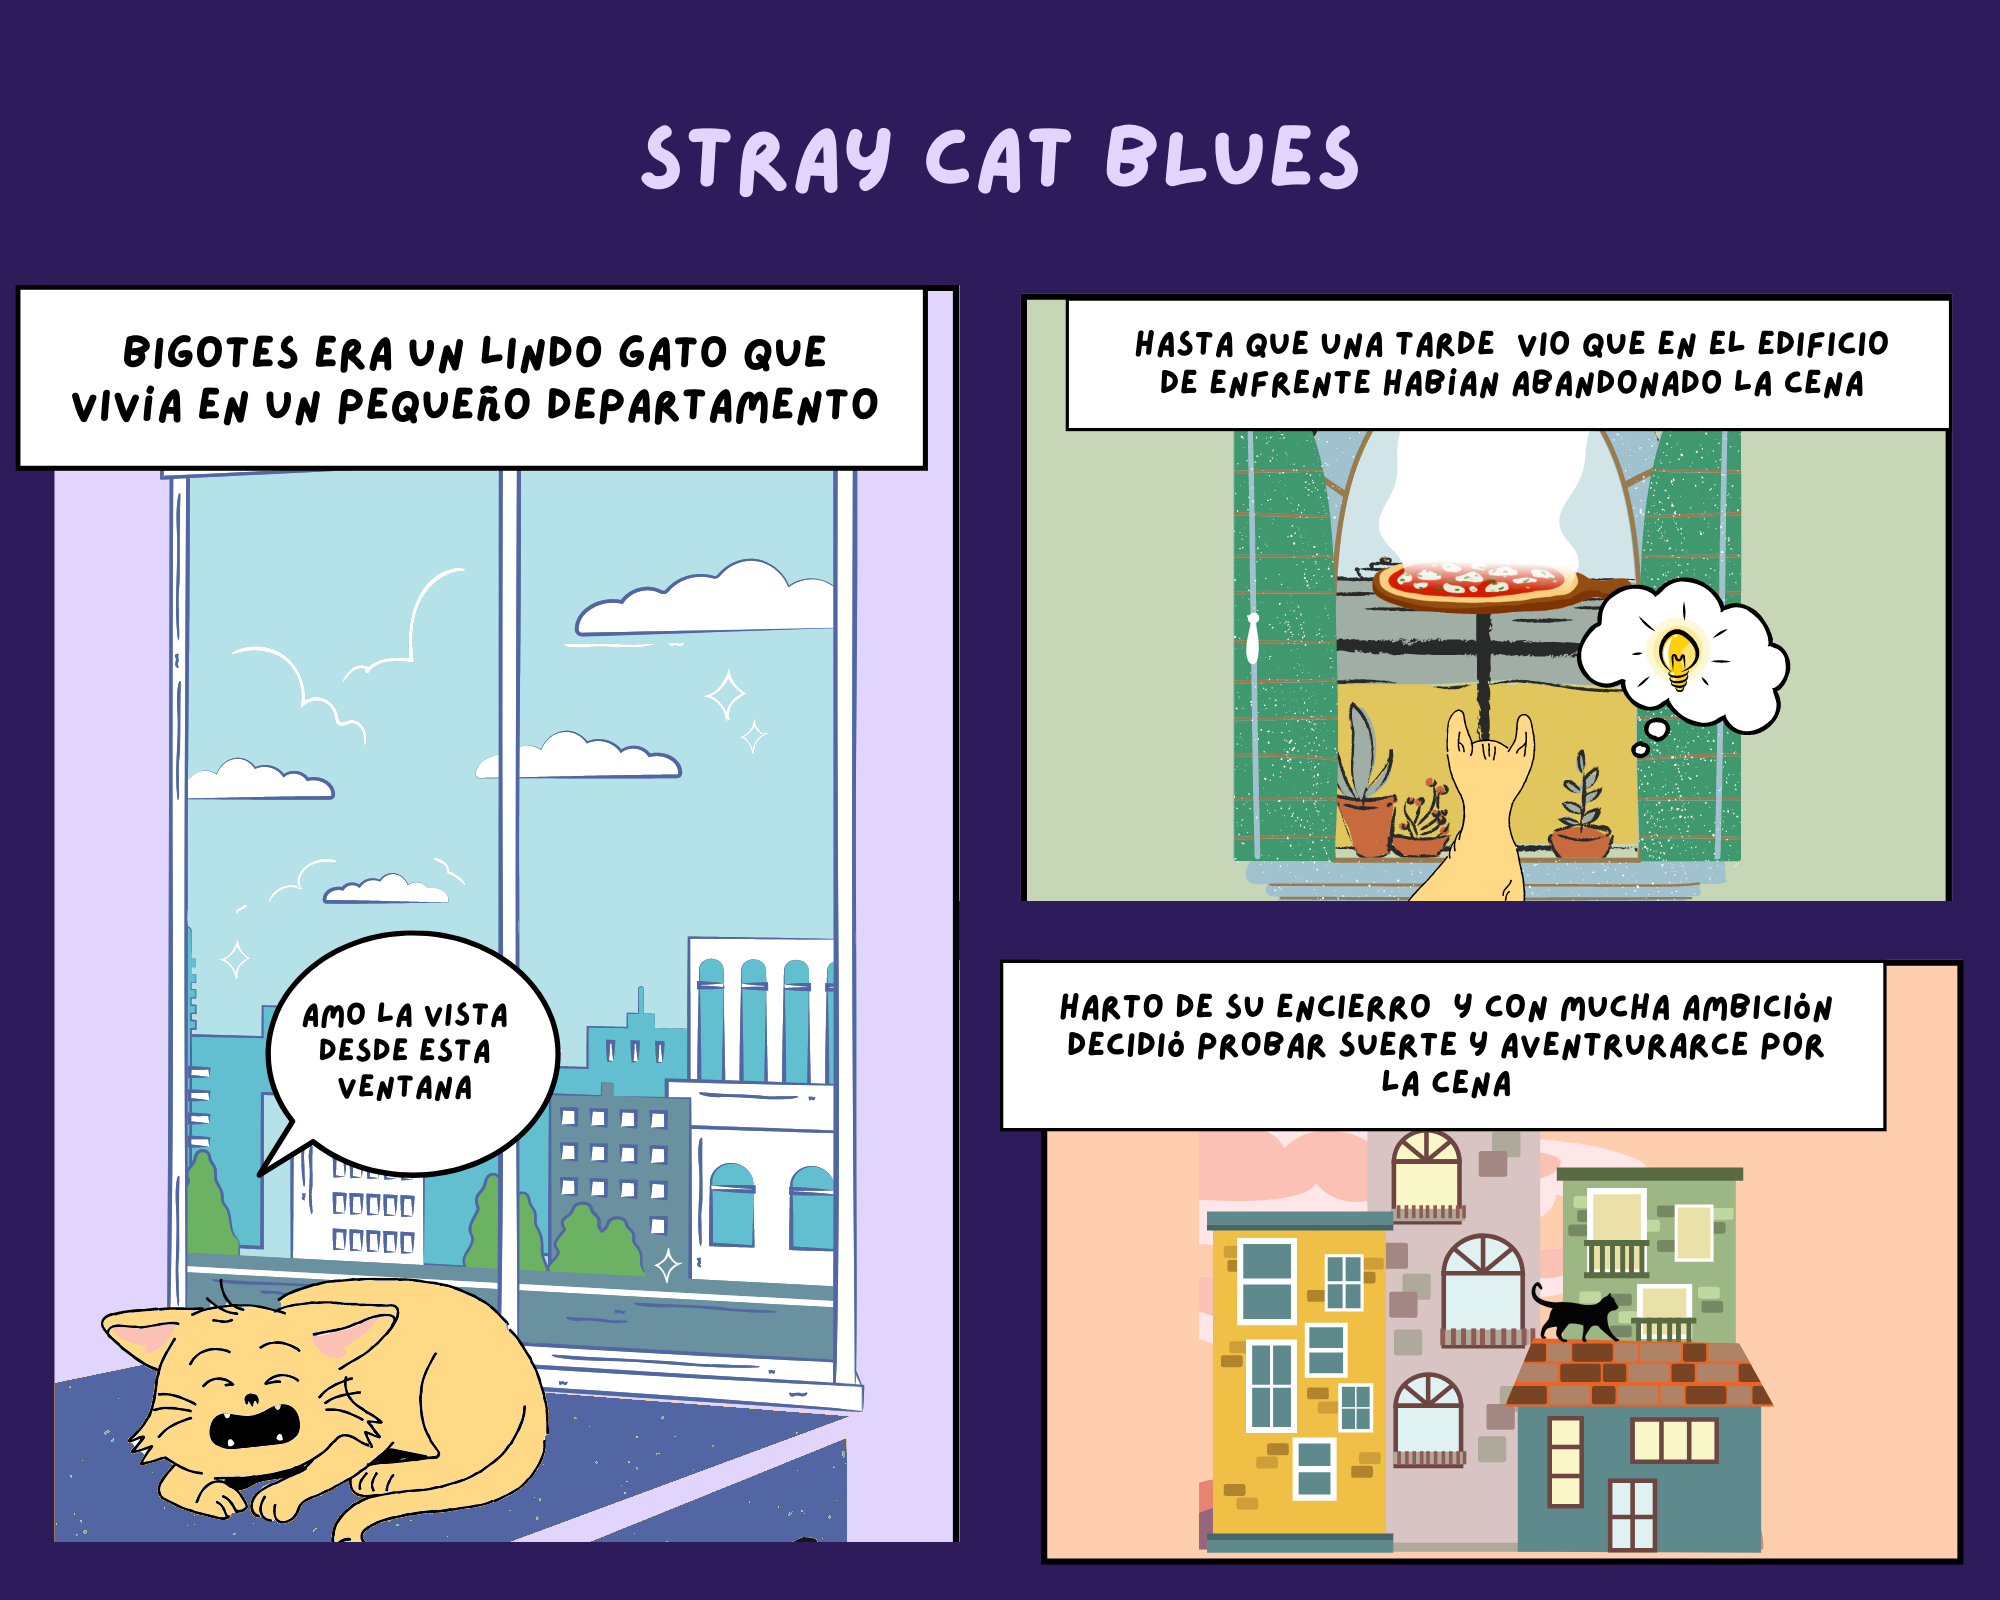 STRAY CAT BLUES
BIGOTES ERA UN LINDO GATO QUE
VIVÍA EN UN PEQUEÑO DEPARTAMENTO
AMO LA VISTA
DESDE ESTA
VENTANA
HASTA QUE UNA TARDE VIO QUE EN EL EDIFICIO
DE ENFRENTE HABÍAN ABANDONADO LA CENA
HARTO DE SU ENCIERRO Y CON MUCHA AMBICIÓN
DECIDIÓ PROBAR SUERTE Y AVENTRURARCE POR
LA CENA